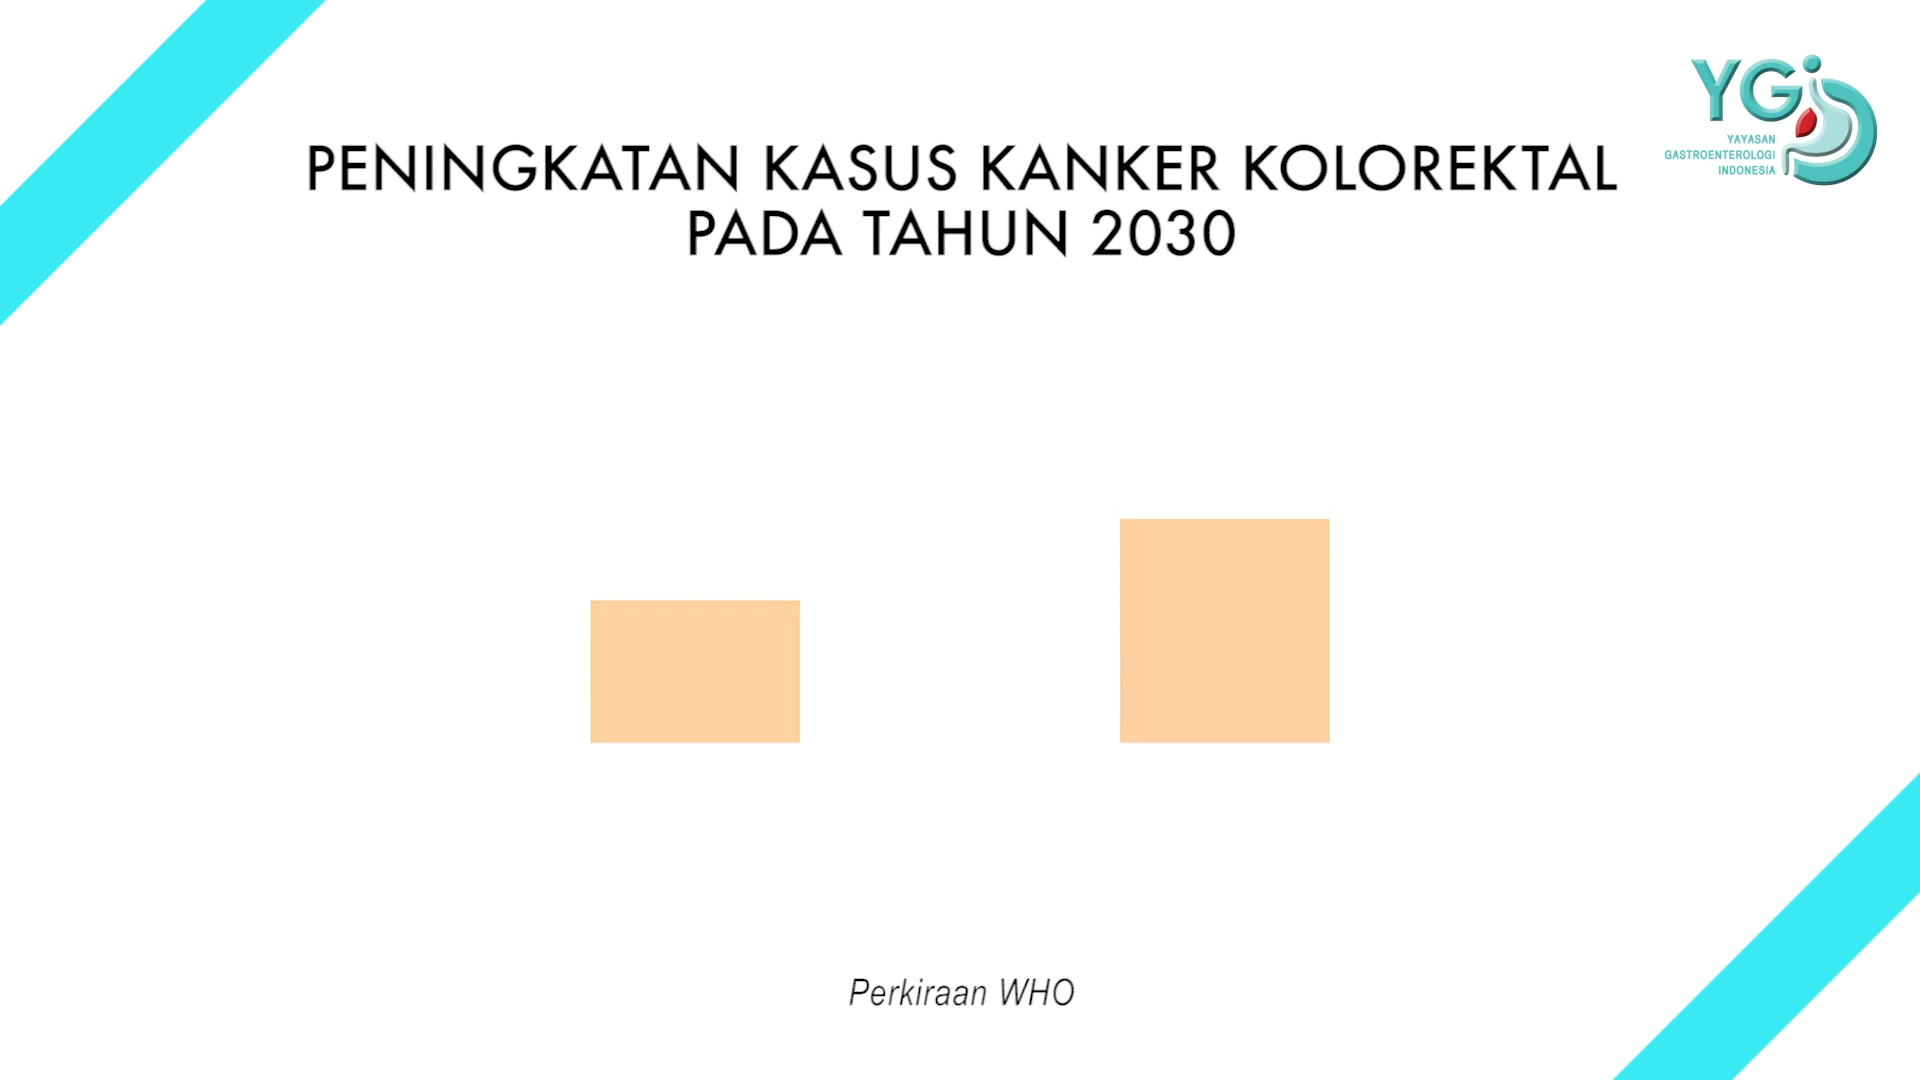 YGi
YAYASAN
GASTROENTEROLOGI
INDONESIA
PENINGKATAN KASUS KANKER KOLOREKTAL
PADA TAHUN 2030
Perkiraan WHO